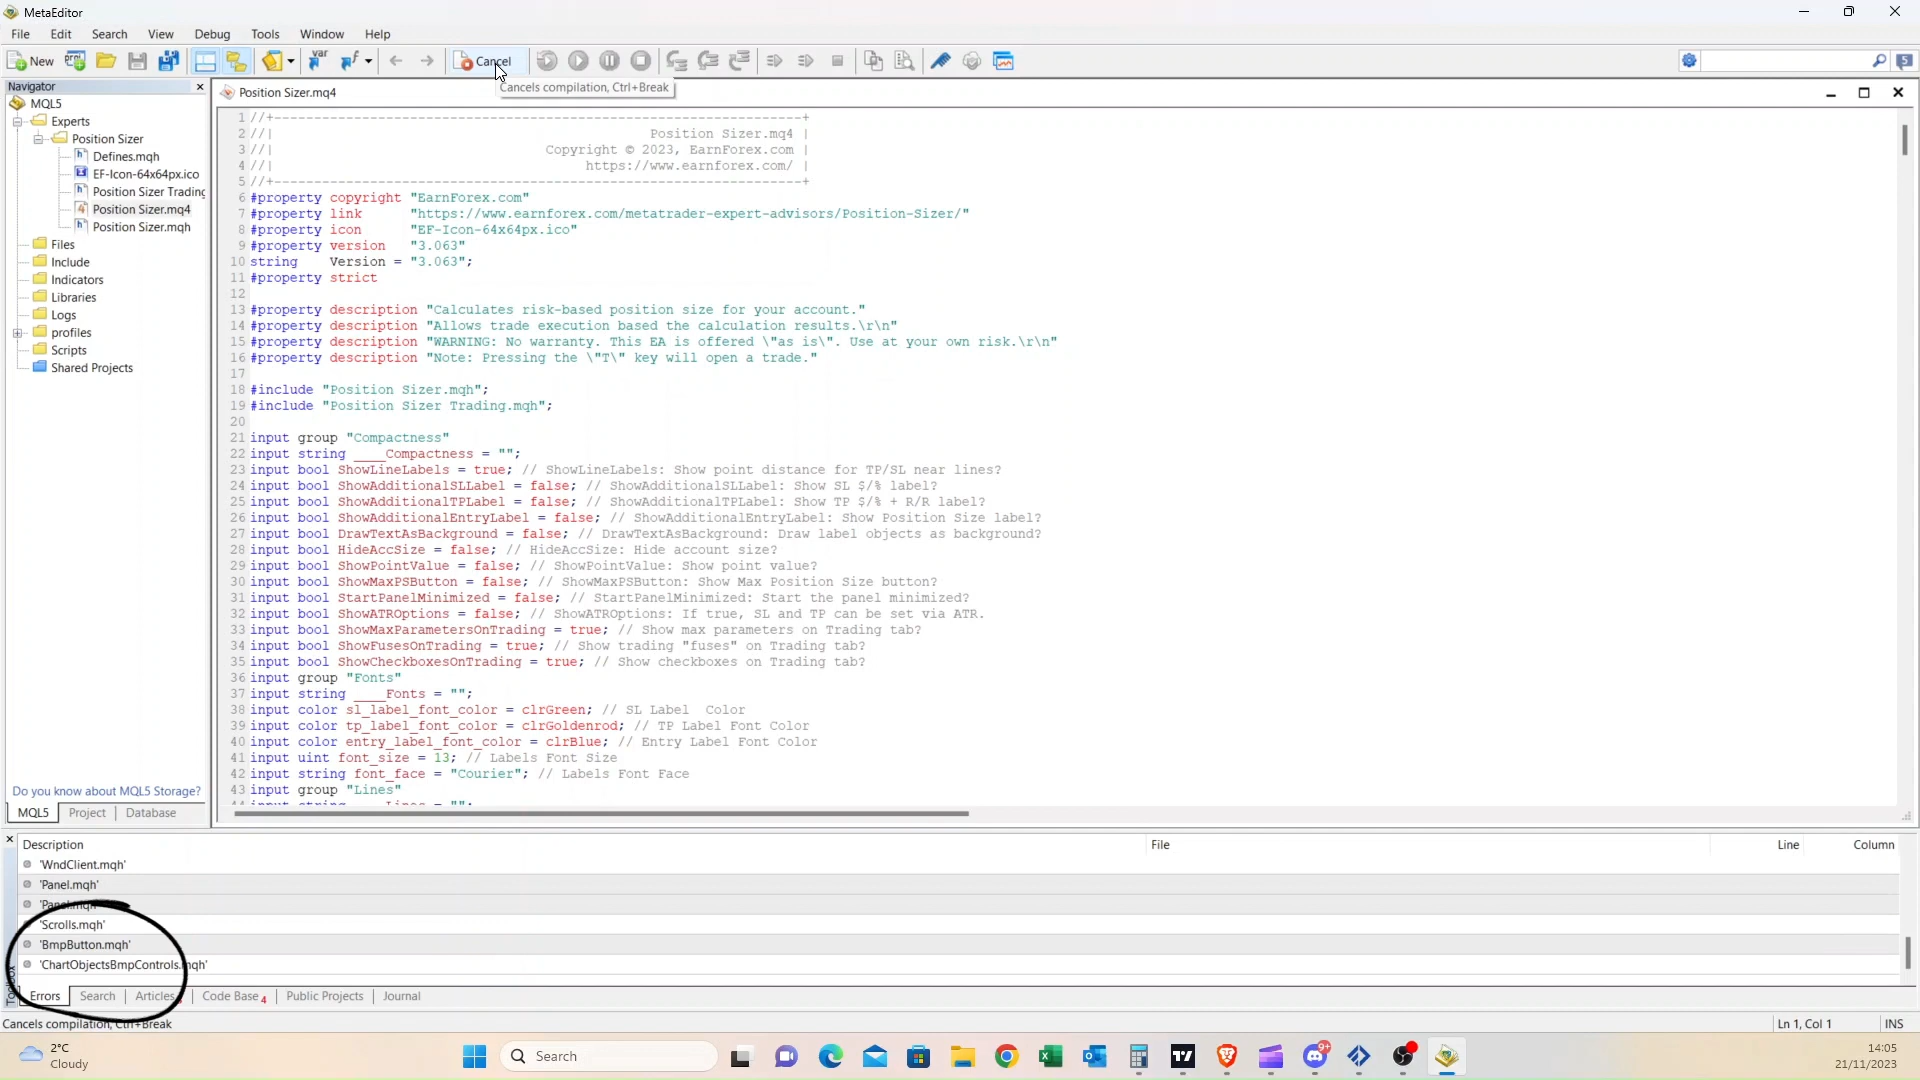 MetaEditor
File Edit Search View Debug Tools Window Help
New Cancel
Cancels compilation, Ctrl+Break
Navigator
MQL5
Experts
Position Sizer
Defines.mqh
EF-Icon-64x64px.ico
Position Sizer Trading
Position Sizer.mq4
Position Sizer.mqh
Files
Include
Indicators
Libraries
Logs
profiles
Scripts
Shared Projects
Do you know about MQL5 Storage?
MQL5 Project Database
Position Sizer.mq4
1 //+------------------------------------------------------------------+
2 //| Position Sizer.mq4 |
3 //| Copyright © 2023, EarnForex.com |
4 //| https://www.earnforex.com/ |
5 //+------------------------------------------------------------------+
6 #property copyright "EarnForex.com"
7 #property link "https://www.earnforex.com/metatrader-expert-advisors/Position-Sizer/"
8 #property icon "EF-Icon-64x64px.ico"
9 #property version "3.063"
10 string Version = "3.063";
11 #property strict
12
13 #property description "Calculates risk-based position size for your account."
14 #property description "Allows trade execution based the calculation results.\r\n"
15 #property description "WARNING: No warranty. This EA is offered \"as is\". Use at your own risk.\r\n"
16 #property description "Note: Pressing the \"T\" key will open a trade."
17
18 #include "Position Sizer.mqh";
19 #include "Position Sizer Trading.mqh";
20
21 input group "Compactness"
22 input string ____Compactness = "";
23 input bool ShowLineLabels = true; // ShowLineLabels: Show point distance for TP/SL near lines?
24 input bool ShowAdditionalSLLabel = false; // ShowAdditionalSLLabel: Show SL $/% label?
25 input bool ShowAdditionalTPLabel = false; // ShowAdditionalTPLabel: Show TP $/% + R/R label?
26 input bool ShowAdditionalEntryLabel = false; // ShowAdditionalEntryLabel: Show Position Size label?
27 input bool DrawTextAsBackground = false; // DrawTextAsBackground: Draw label objects as background?
28 input bool HideAccSize = false; // HideAccSize: Hide account size?
29 input bool ShowPointValue = false; // ShowPointValue: Show point value?
30 input bool ShowMaxPSButton = false; // ShowMaxPSButton: Show Max Position Size button?
31 input bool StartPanelMinimized = false; // StartPanelMinimized: Start the panel minimized?
32 input bool ShowATROptions = false; // ShowATROptions: If true, SL and TP can be set via ATR.
33 input bool ShowMaxParametersOnTrading = true; // Show max parameters on Trading tab?
34 input bool ShowFusesOnTrading = true; // Show trading "fuses" on Trading tab?
35 input bool ShowCheckboxesOnTrading = true; // Show checkboxes on Trading tab?
36 input group "Fonts"
37 input string ____Fonts = "";
38 input color sl_label_font_color = clrGreen; // SL Label  Color
39 input color tp_label_font_color = clrGoldenrod; // TP Label Font Color
40 input color entry_label_font_color = clrBlue; // Entry Label Font Color
41 input uint font_size = 13; // Labels Font Size
42 input string font_face = "Courier"; // Labels Font Face
43 input group "Lines"
44 input string ____Lines = "";
Description File Line Column
'WndClient.mqh'
'Panel.mqh'
'Panel.mqh'
'Scrolls.mqh'
'BmpButton.mqh'
'ChartObjectsBmpControls.mqh'
Toolbox
Errors Search Articles Code Base 4 Public Projects Journal
Cancels compilation, Ctrl+Break Ln 1, Col 1 INS
2°C
Cloudy
Search
9+
14:05
21/11/2023